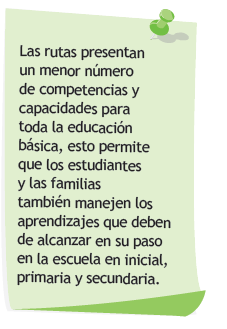 Las rutas presentan
un menor número
de competencias y
capacidades para
toda la educación
básica, esto permite
que los estudiantes
y las familias
también manejen los
aprendizajes que deben
de alcanzar en su paso
en la escuela en inicial,
primaria y secundaria.